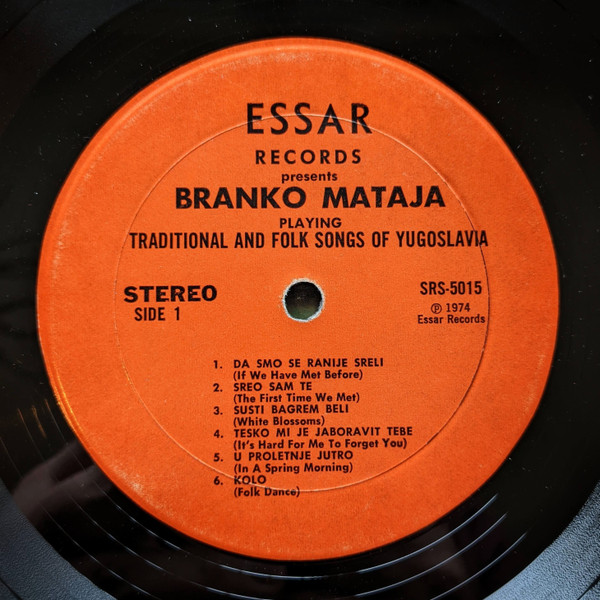 ESSAR
RECORDS
presents
BRANKO MATAJA
PLAYING
TRADITIONAL AND FOLK SONGS OF YUGOSLAVIA
STEREO
SIDE 1
SRS-5015
Ⓟ 1974
Essar Records
1. DA SMO SE RANIJE SRELI
(If We Have Met Before)
2. SREO SAM TE
(The First Time We Met)
3. SUSTI BAGREM BELI
(White Blossoms)
4. TESKO MI JE JABORAVIT TEBE
(It's Hard For Me To Forget You)
5. U PROLETNJE JUTRO
(In A Spring Morning)
6. KOLO
(Folk Dance)